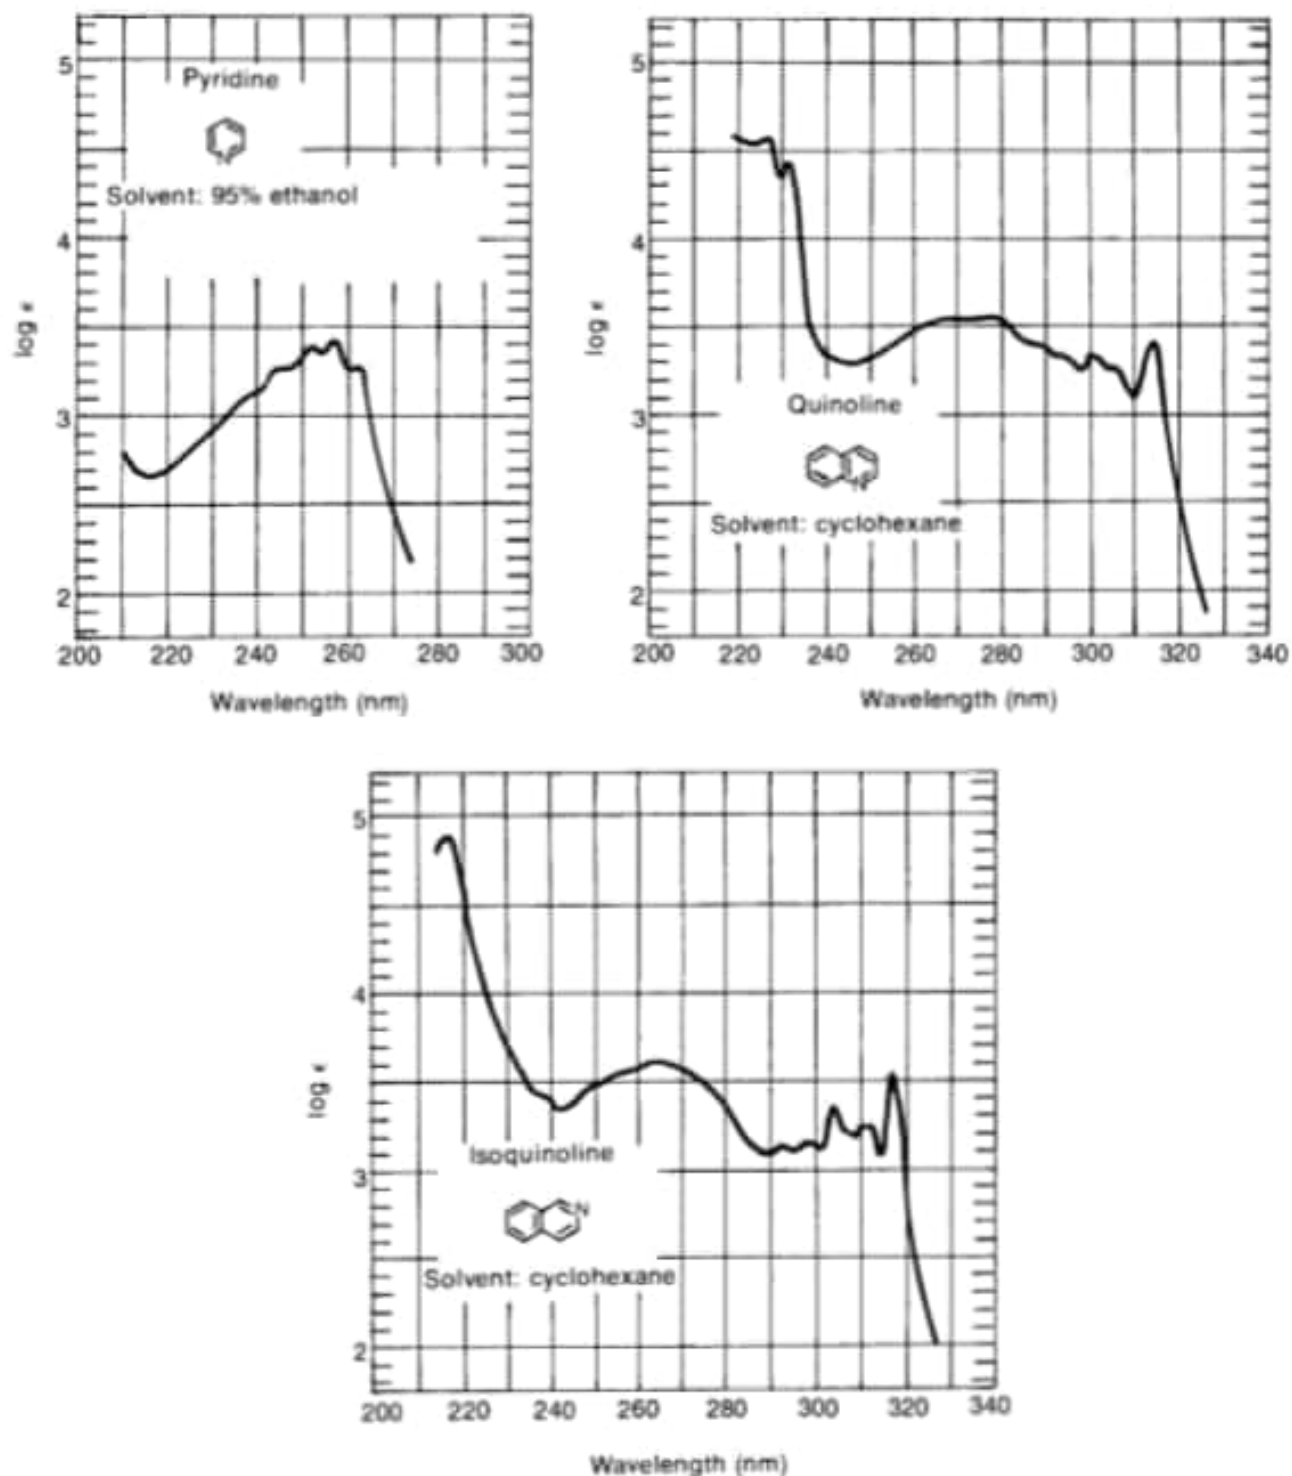 5
4
3
2
log ϵ
Pyridine
N
Solvent: 95% ethanol
200 220 240 260 280 300
Wavelength (nm)
5
4
3
2
log ϵ
Quinoline
N
Solvent: cyclohexane
200 220 240 260 280 300 320 340
Wavelength (nm)
5
4
3
2
log ϵ
Isoquinoline
N
Solvent: cyclohexane
200 220 240 260 280 300 320 340
Wavelength (nm)